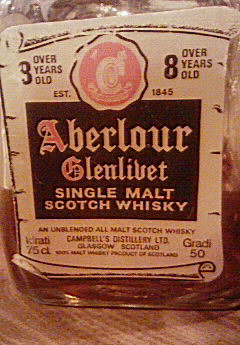 8 OVER YEARS OLD
8 OVER YEARS OLD
EST. 1845
Aberlour
Glenlivet
SINGLE MALT
SCOTCH WHISKY
AN UNBLENDED ALL MALT SCOTCH WHISKY
CAMPBELL'S DISTILLERY LTD.
GLASGOW SCOTLAND
100% MALT WHISKY PRODUCT OF SCOTLAND
75 cl.
Gradi
50